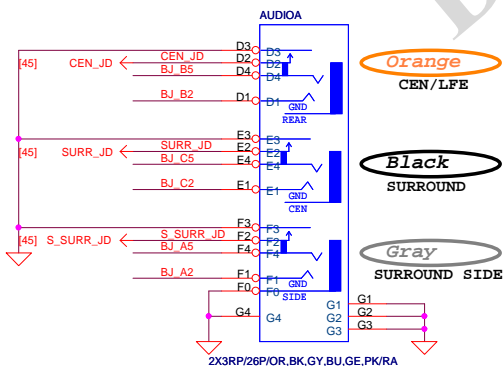 AUDIOA
D3 D3
[45] CEN_JD CEN_JD D2 D2
BJ_B5 D4 D4
Orange
CEN/LFE
BJ_B2 D1 D1
GND
REAR
E3 E3
[45] SURR_JD SURR_JD E2 E2
BJ_C5 E4 E4
Black
SURROUND
BJ_C2 E1 E1
GND
CEN
F3 F3
[45] S_SURR_JD S_SURR_JD F2 F2
BJ_A5 F4 F4
Gray
SURROUND SIDE
BJ_A2 F1 F1
GND
F0 F0
SIDE
G4 G4
G1 G1
G2 G2
G3 G3
2X3RP/26P/OR,BK,GY,BU,GE,PK/RA